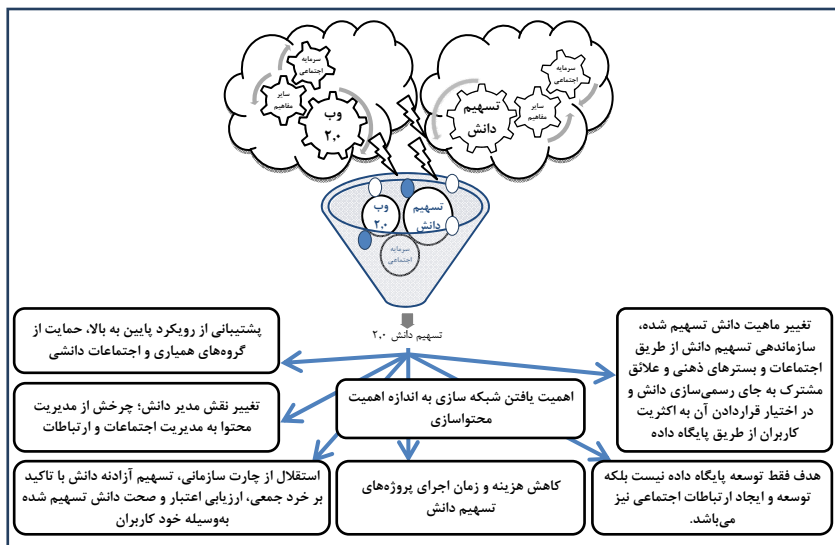 سرمایه
اجتماعی
سایر
مفاهیم
وب
۲.۰
سرمایه
اجتماعی
سایر
مفاهیم
تسهیم
دانش
وب
۲.۰
تسهیم
دانش
سرمایه
اجتماعی
تسهیم دانش ۲.۰
تغییر ماهیت دانش تسهیم شده،
سازماندهی تسهیم دانش از طریق
اجتماعات و بسترهای ذهنی و علائق
مشترک به جای رسمی‌سازی دانش و
در اختیار قراردادن آن به اکثریت
کاربران از طریق پایگاه داده
پشتیبانی از رویکرد پایین به بالا، حمایت از
گروه‌های همیاری و اجتماعات دانشی
اهمیت یافتن شبکه سازی به اندازه اهمیت
محتواسازی
تغییر نقش مدیر دانش؛ چرخش از مدیریت
محتوا به مدیریت اجتماعات و ارتباطات
هدف فقط توسعه پایگاه داده نیست بلکه
توسعه و ایجاد ارتباطات اجتماعی نیز
می‌باشد.
کاهش هزینه و زمان اجرای پروژه‌های
تسهیم دانش
استقلال از چارت سازمانی، تسهیم آزادنه دانش با تاکید
بر خرد جمعی، ارزیابی اعتبار و صحت دانش تسهیم شده
به‌وسیله خود کاربران